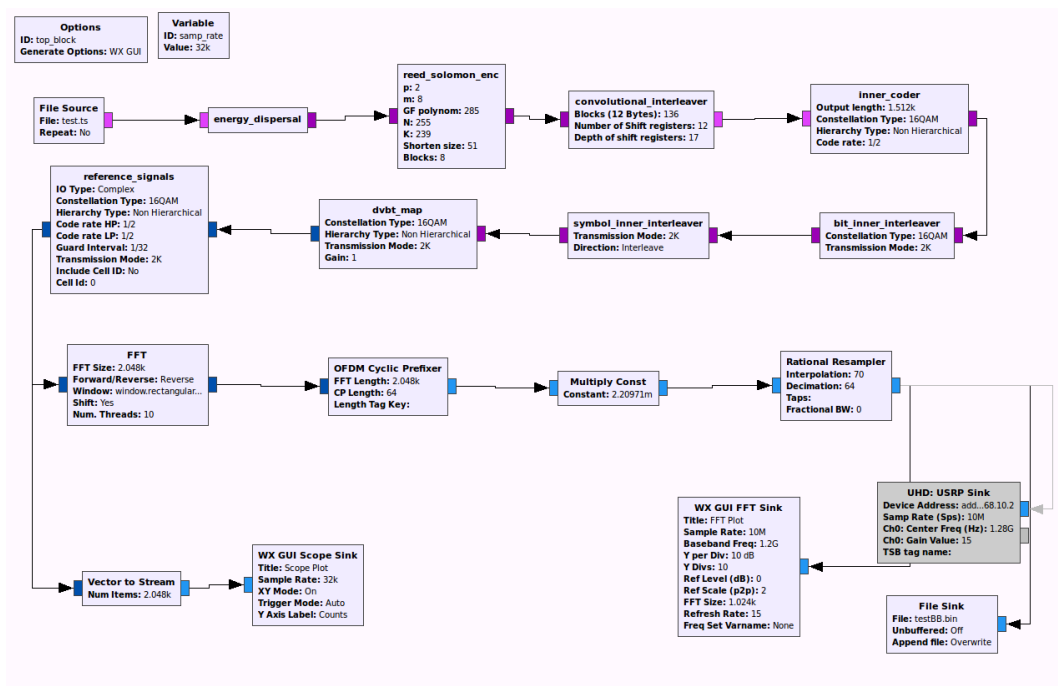 Options
ID: top_block
Generate Options: WX GUI
Variable
ID: samp_rate
Value: 32k
File Source
File: test.ts
Repeat: No
energy_dispersal
reed_solomon_enc
p: 2
m: 8
GF polynom: 285
N: 255
K: 239
Shorten size: 51
Blocks: 8
convolutional_interleaver
Blocks (12 Bytes): 136
Number of Shift registers: 12
Depth of shift registers: 17
inner_coder
Output length: 1.512k
Constellation Type: 16QAM
Hierarchy Type: Non Hierarchical
Code rate: 1/2
reference_signals
IO Type: Complex
Constellation Type: 16QAM
Hierarchy Type: Non Hierarchical
Code rate HP: 1/2
Code rate LP: 1/2
Guard Interval: 1/32
Transmission Mode: 2K
Include Cell ID: No
Cell Id: 0
dvbt_map
Constellation Type: 16QAM
Hierarchy Type: Non Hierarchical
Transmission Mode: 2K
Gain: 1
symbol_inner_interleaver
Transmission Mode: 2K
Direction: Interleave
bit_inner_interleaver
Constellation Type: 16QAM
Transmission Mode: 2K
FFT
FFT Size: 2.048k
Forward/Reverse: Reverse
Window: window.rectangular...
Shift: Yes
Num. Threads: 10
OFDM Cyclic Prefixer
FFT Length: 2.048k
CP Length: 64
Length Tag Key:
Multiply Const
Constant: 2.20971m
Rational Resampler
Interpolation: 70
Decimation: 64
Taps:
Fractional BW: 0
UHD: USRP Sink
Device Address: add...68.10.2
Samp Rate (Sps): 10M
Ch0: Center Freq (Hz): 1.28G
Ch0: Gain Value: 15
TSB tag name:
WX GUI FFT Sink
Title: FFT Plot
Sample Rate: 10M
Baseband Freq: 1.2G
Y per Div: 10 dB
Y Divs: 10
Ref Level (dB): 0
Ref Scale (p2p): 2
FFT Size: 1.024k
Refresh Rate: 15
Freq Set Varname: None
Vector to Stream
Num Items: 2.048k
WX GUI Scope Sink
Title: Scope Plot
Sample Rate: 32k
XY Mode: On
Trigger Mode: Auto
Y Axis Label: Counts
File Sink
File: testBB.bin
Unbuffered: Off
Append file: Overwrite